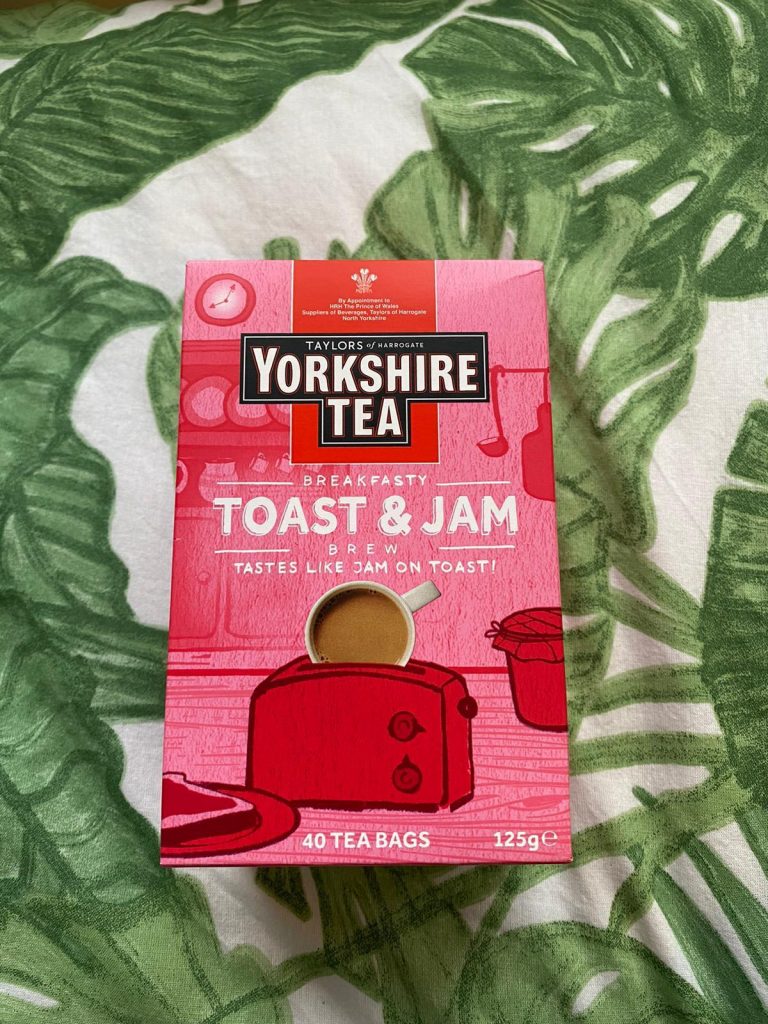 By Appointment to
HRH The Prince of Wales
Suppliers of Beverages, Taylors of Harrogate
North Yorkshire
TAYLORS of HARROGATE
YORKSHIRE
TEA
BREAKFASTY
TOAST & JAM
BREW
TASTES LIKE JAM ON TOAST!
40 TEA BAGS
125g℮